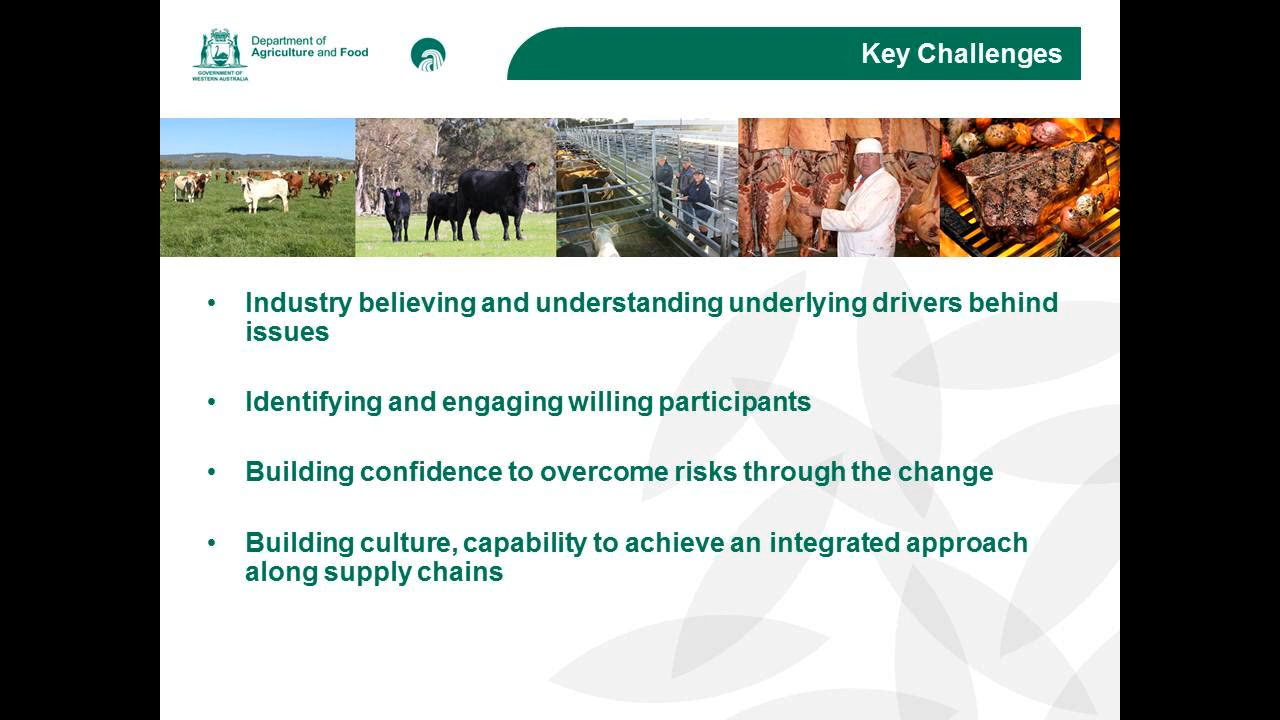 Department of
Agriculture and Food
GOVERNMENT OF
WESTERN AUSTRALIA
Key Challenges
• Industry believing and understanding underlying drivers behind
issues
• Identifying and engaging willing participants
• Building confidence to overcome risks through the change
• Building culture, capability to achieve an integrated approach
along supply chains